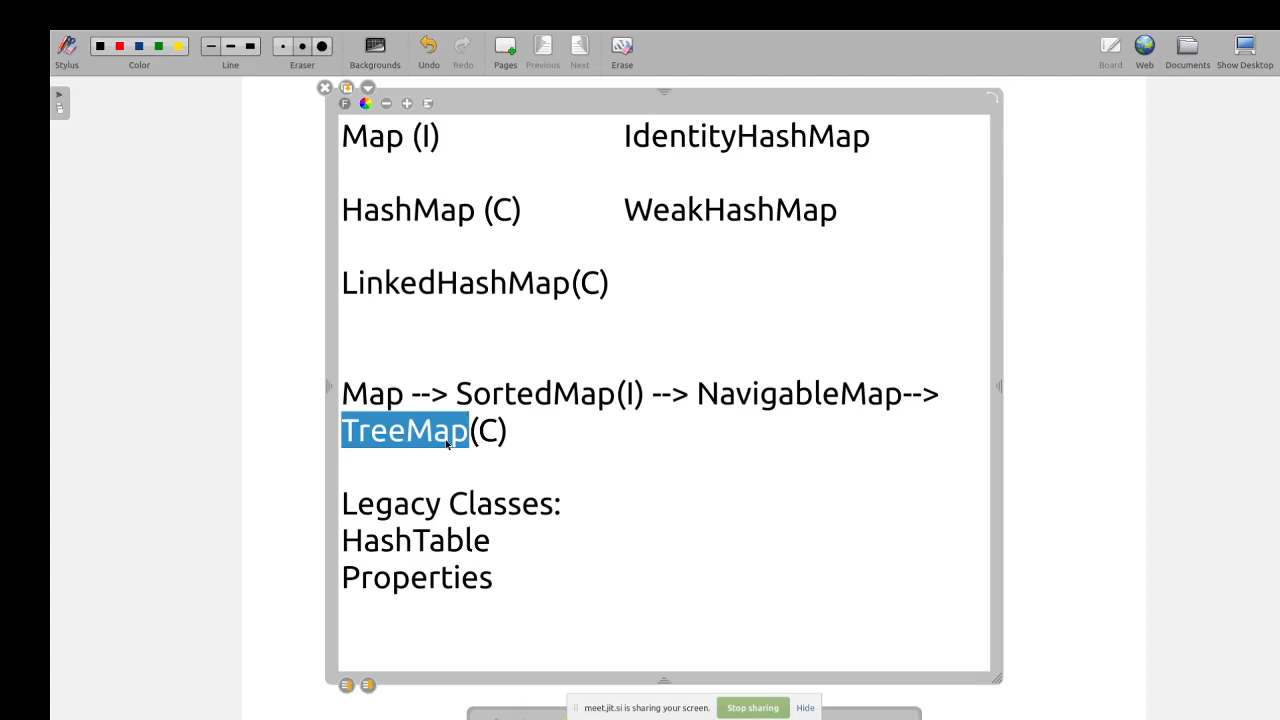 Stylus Color Line Eraser Backgrounds Undo Redo Pages Previous Next Erase Board Web Documents Show Desktop
F
Map (I) IdentityHashMap
HashMap (C) WeakHashMap
LinkedHashMap(C)
Map --> SortedMap(I) --> NavigableMap-->
TreeMap(C)
Legacy Classes:
HashTable
Properties
meet.jit.si is sharing your screen. Stop sharing Hide